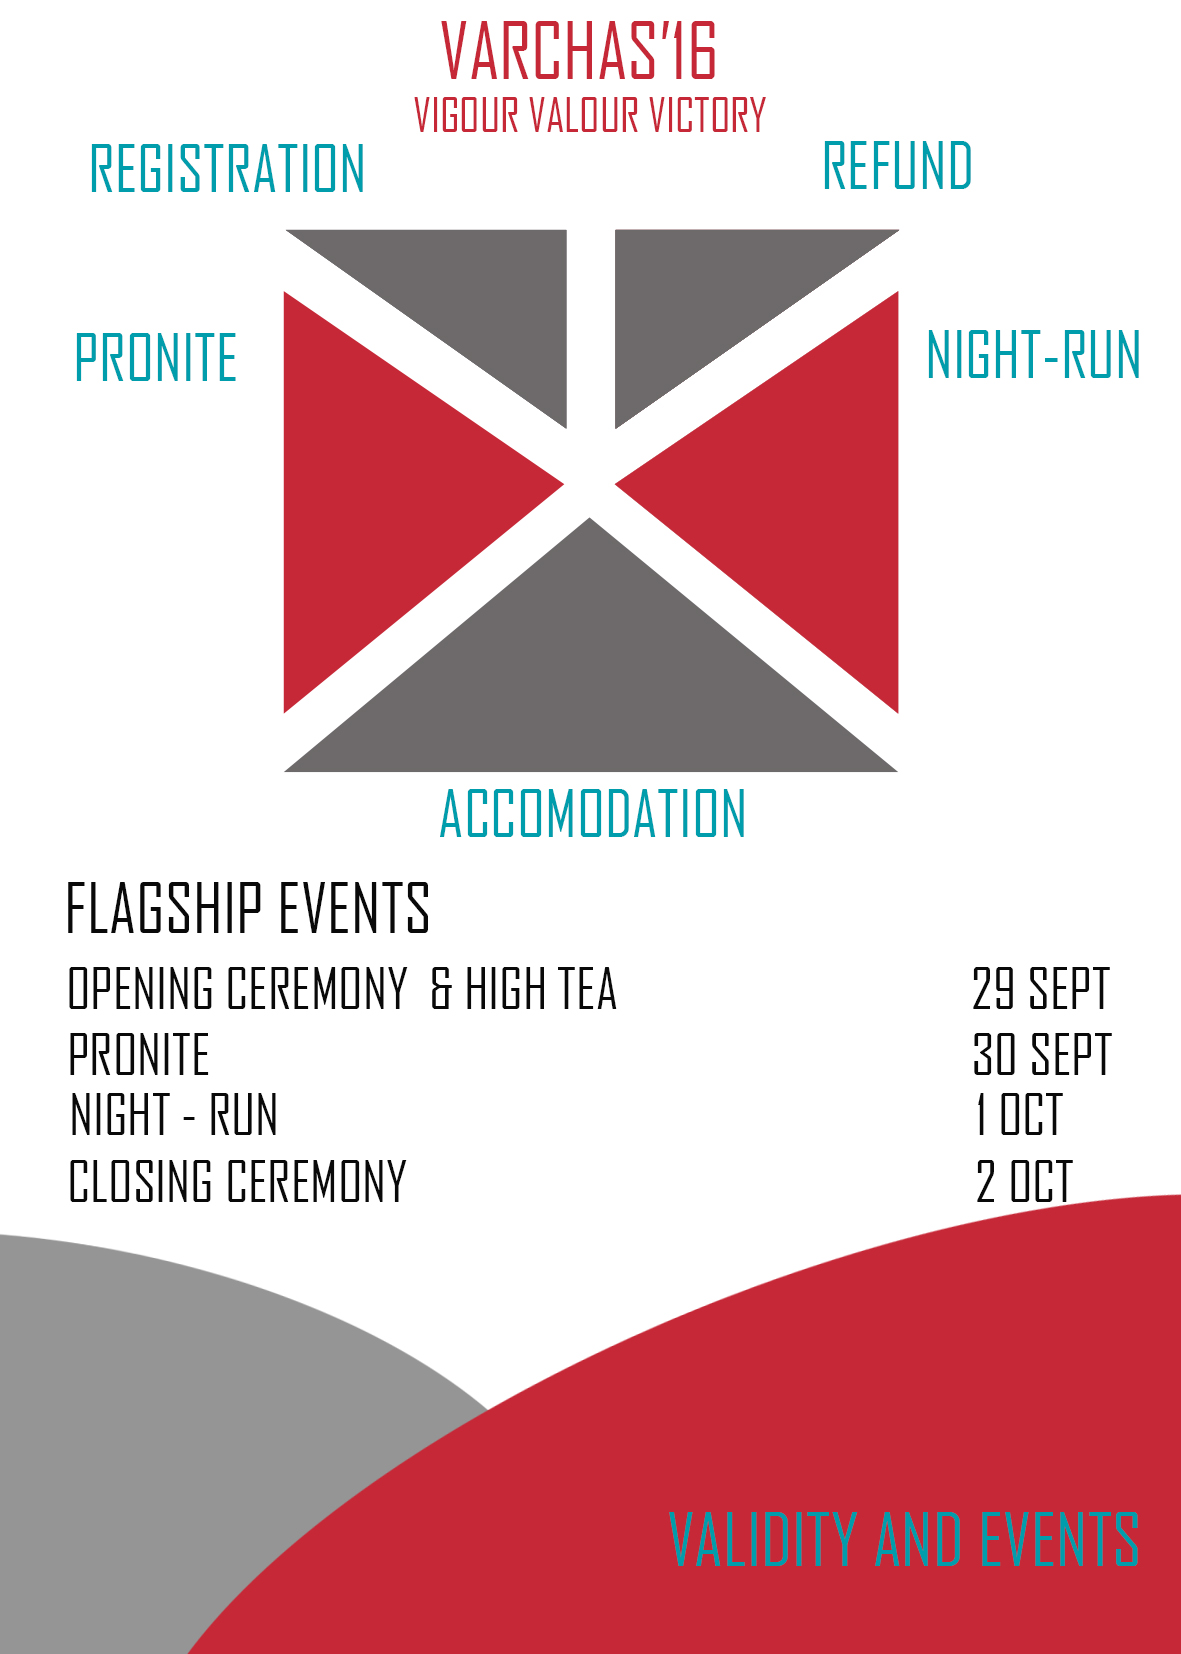 VARCHAS'16
VIGOUR VALOUR VICTORY
REGISTRATION
REFUND
PRONITE
NIGHT-RUN
ACCOMODATION
FLAGSHIP EVENTS
OPENING CEREMONY & HIGH TEA 29 SEPT
PRONITE 30 SEPT
NIGHT - RUN 1 OCT
CLOSING CEREMONY 2 OCT
VALIDITY AND EVENTS